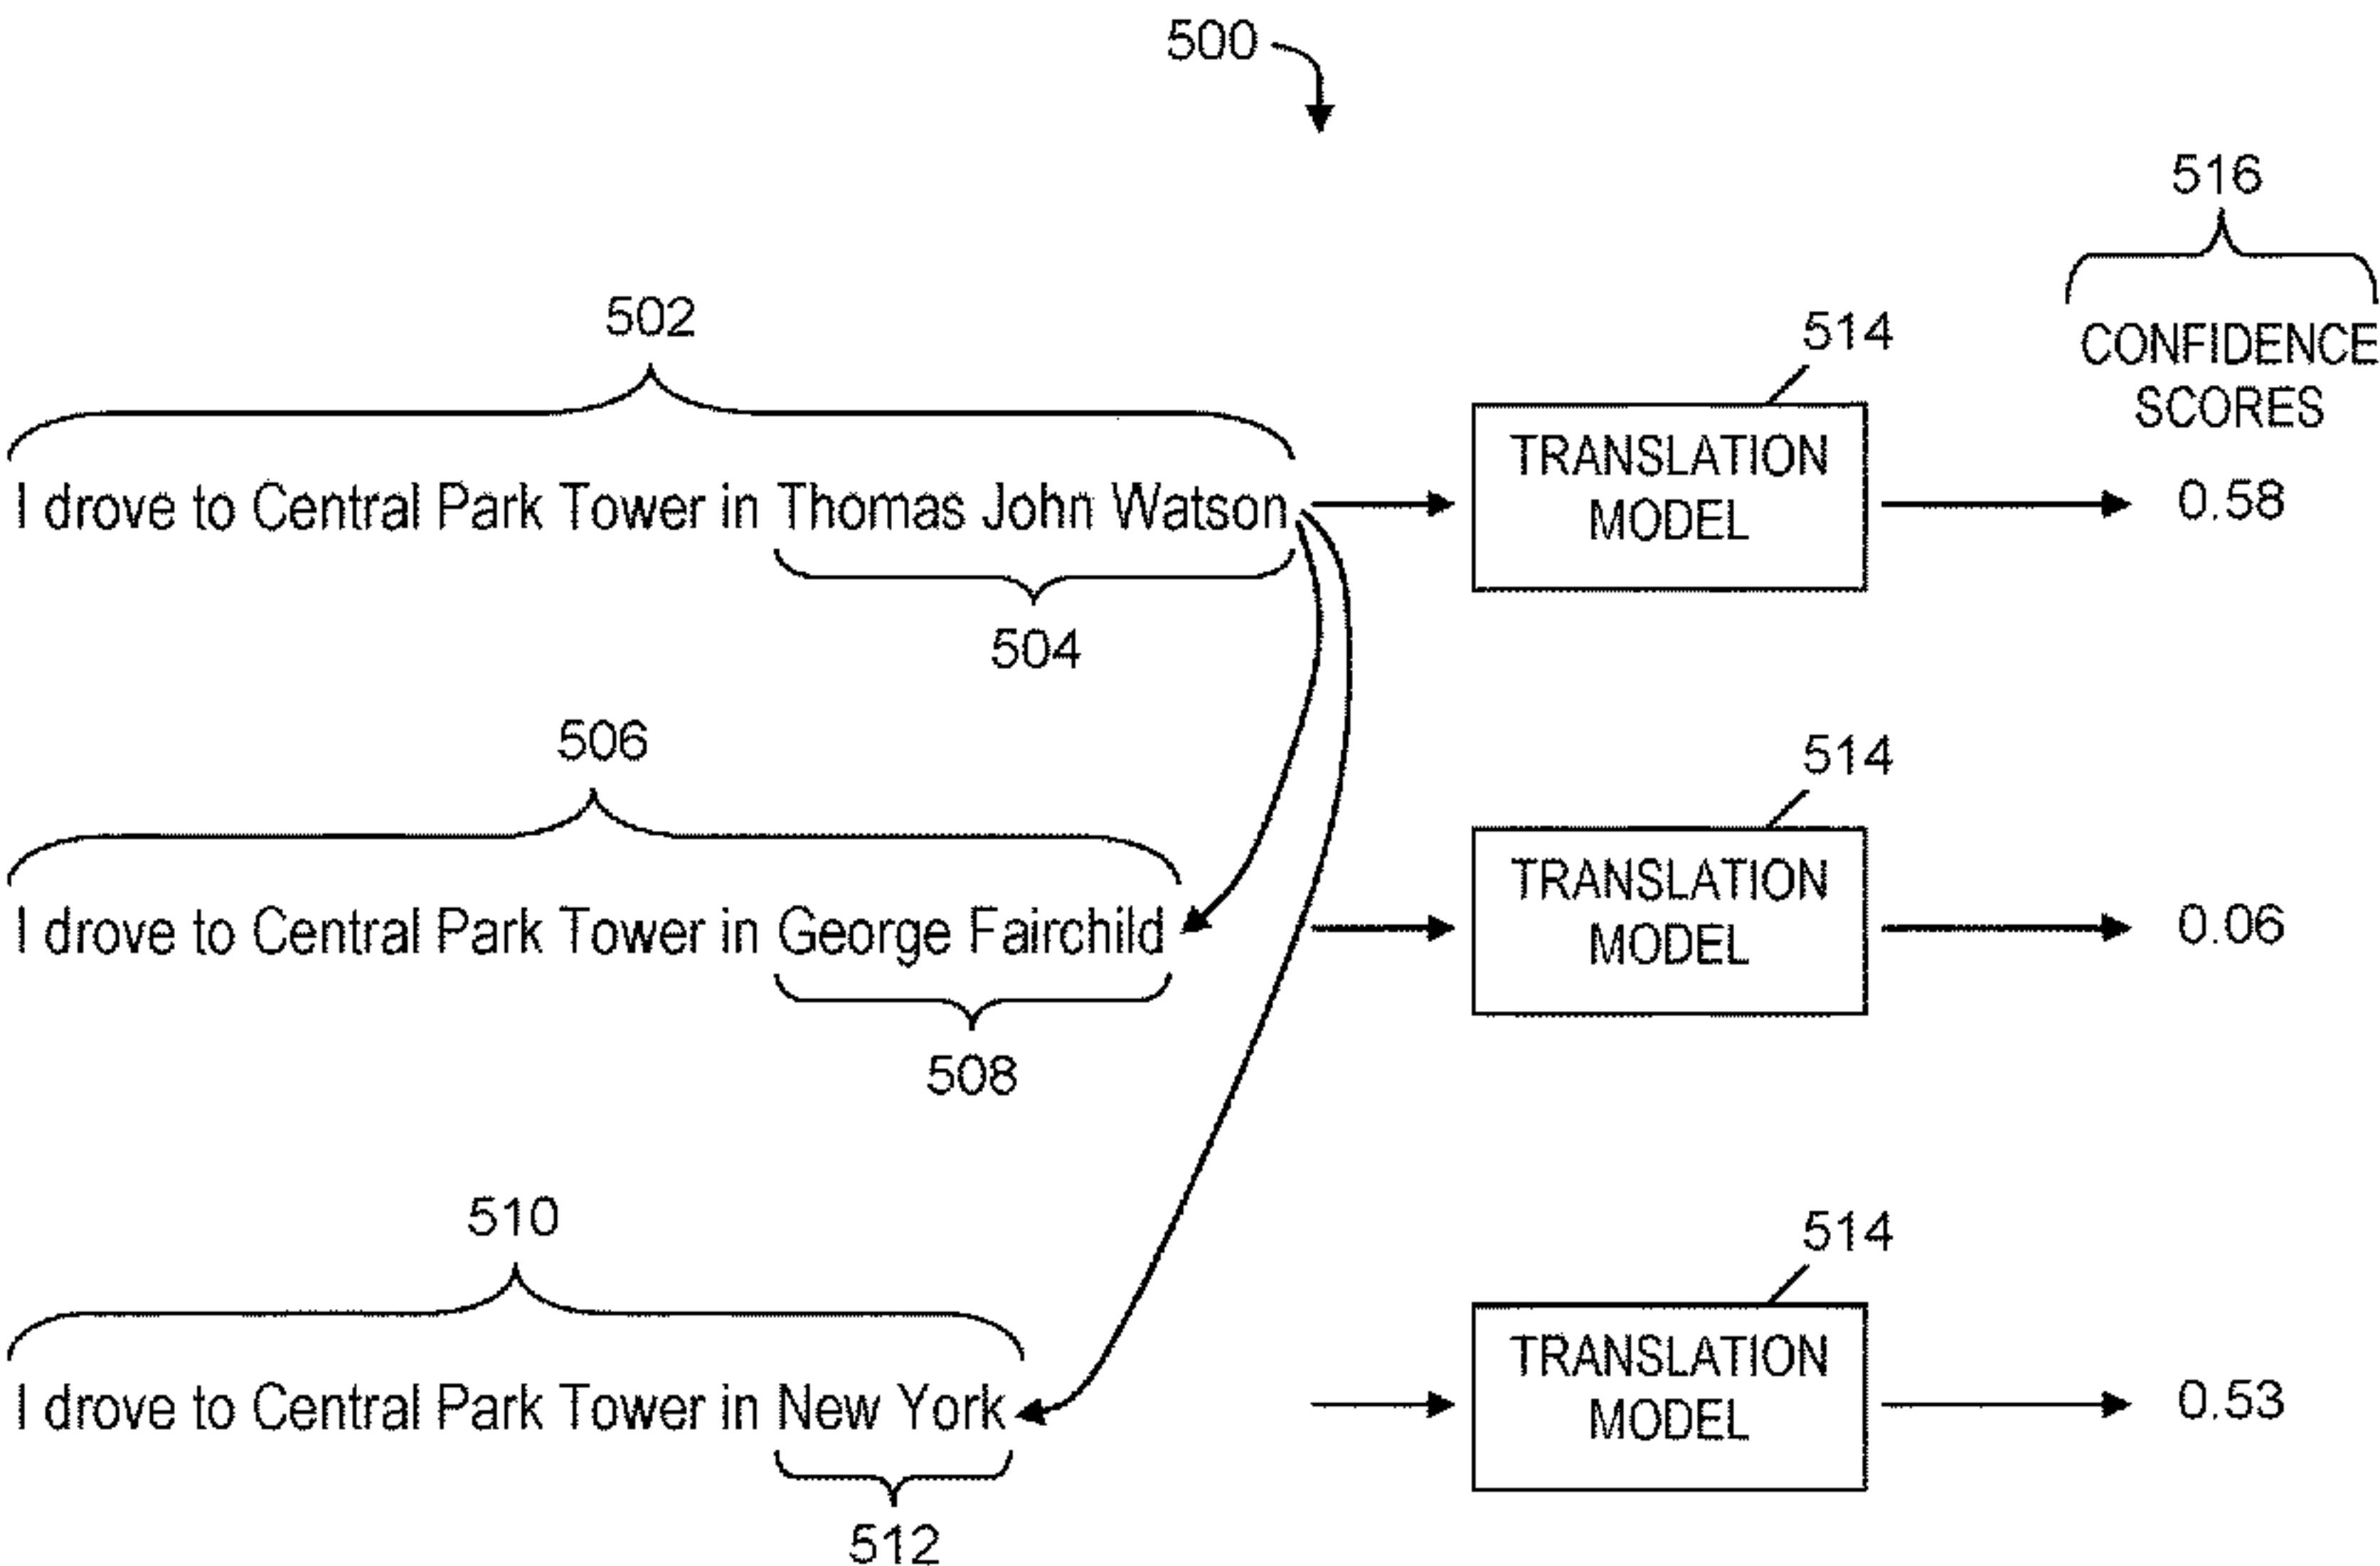 500
516
CONFIDENCE
SCORES
502
514
I drove to Central Park Tower in Thomas John Watson
TRANSLATION
MODEL
0.58
504
506
514
I drove to Central Park Tower in George Fairchild
TRANSLATION
MODEL
0.06
508
510
514
I drove to Central Park Tower in New York
TRANSLATION
MODEL
0.53
512